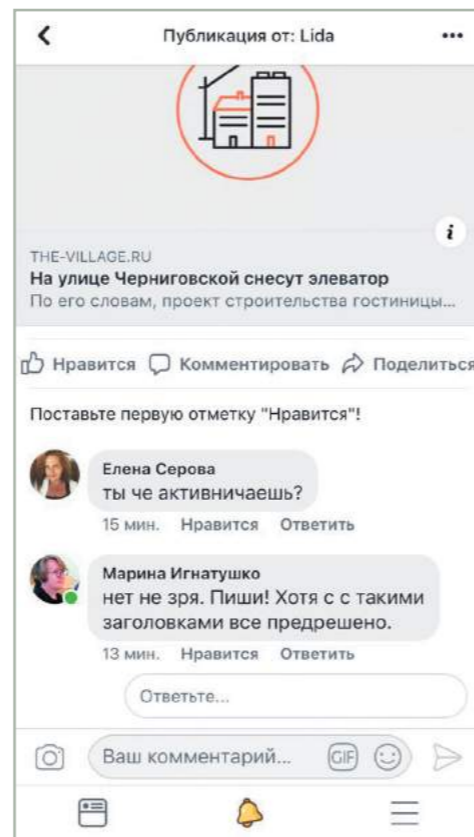 Публикация от: Lida
i
THE-VILLAGE.RU
На улице Черниговской снесут элеватор
По его словам, проект строительства гостиницы...
Нравится Комментировать Поделиться
Поставьте первую отметку "Нравится"!
Елена Серова
ты че активничаешь?
15 мин. Нравится Ответить
Марина Игнатушко
нет не зря. Пиши! Хотя с с такими
заголовками все предрешено.
13 мин. Нравится Ответить
Ответьте...
Ваш комментарий... GIF